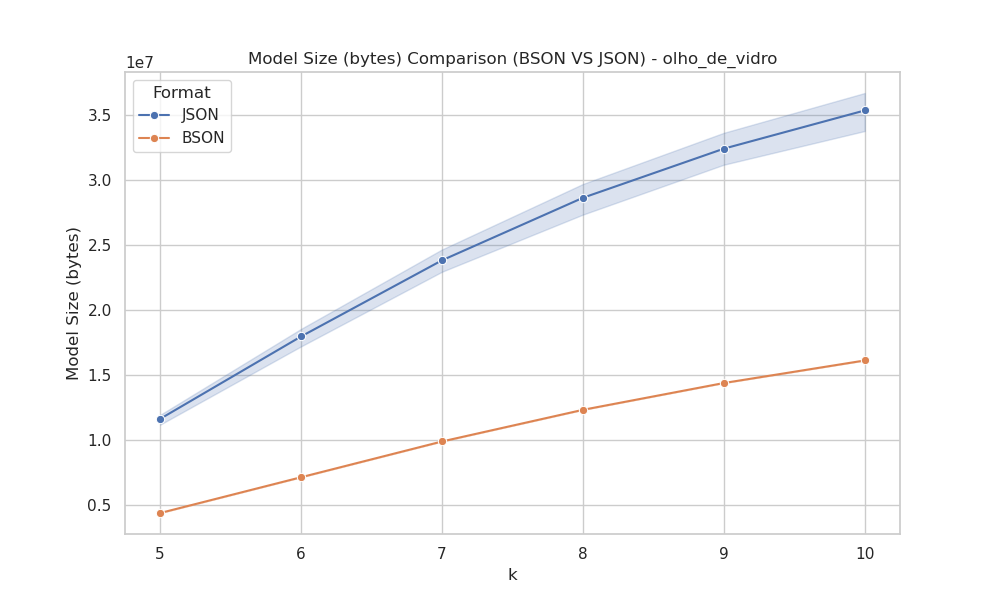 Model Size (bytes) Comparison (BSON VS JSON) - olho_de_vidro
1e7
Format
JSON
BSON
3.5
3.0
2.5
2.0
1.5
1.0
0.5
Model Size (bytes)
5 6 7 8 9 10
k